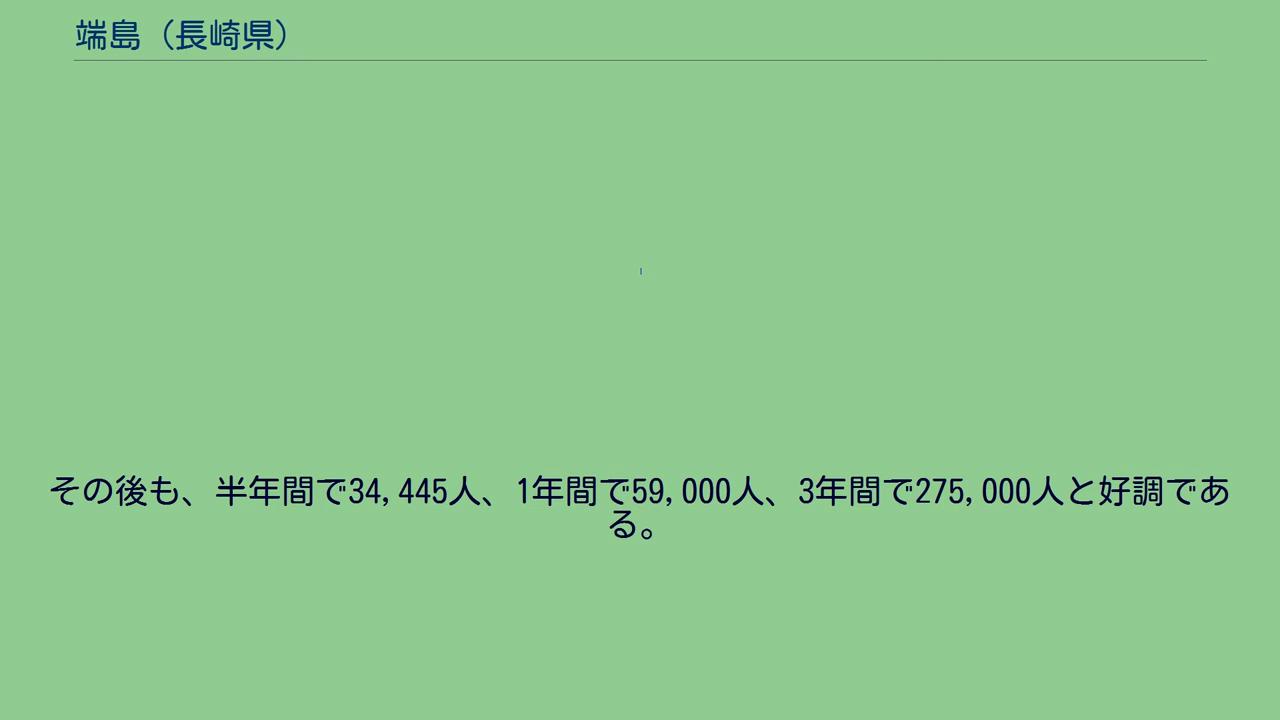 端島（長崎県）
その後も、半年間で34,445人、1年間で59,000人、3年間で275,000人と好調であ
る。